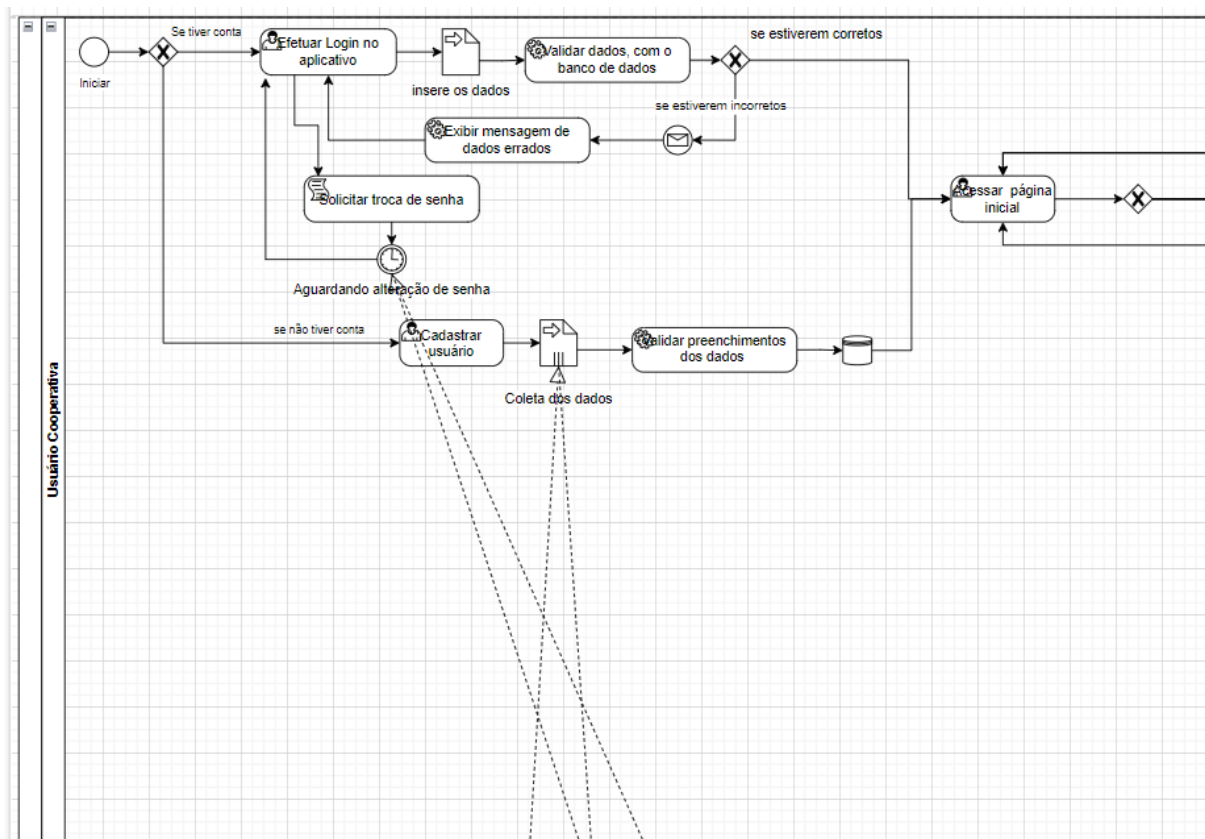 Se tiver conta
Efetuar Login no
aplicativo
Validar dados, com o
banco de dados
se estiverem corretos
Iniciar
insere os dados
se estiverem incorretos
Exibir mensagem de
dados errados
Solicitar troca de senha
Acessar página
inicial
Aguardando alteração de senha
se não tiver conta
Cadastrar
usuário
Validar preenchimentos
dos dados
Coleta dos dados
Usuário Cooperativa